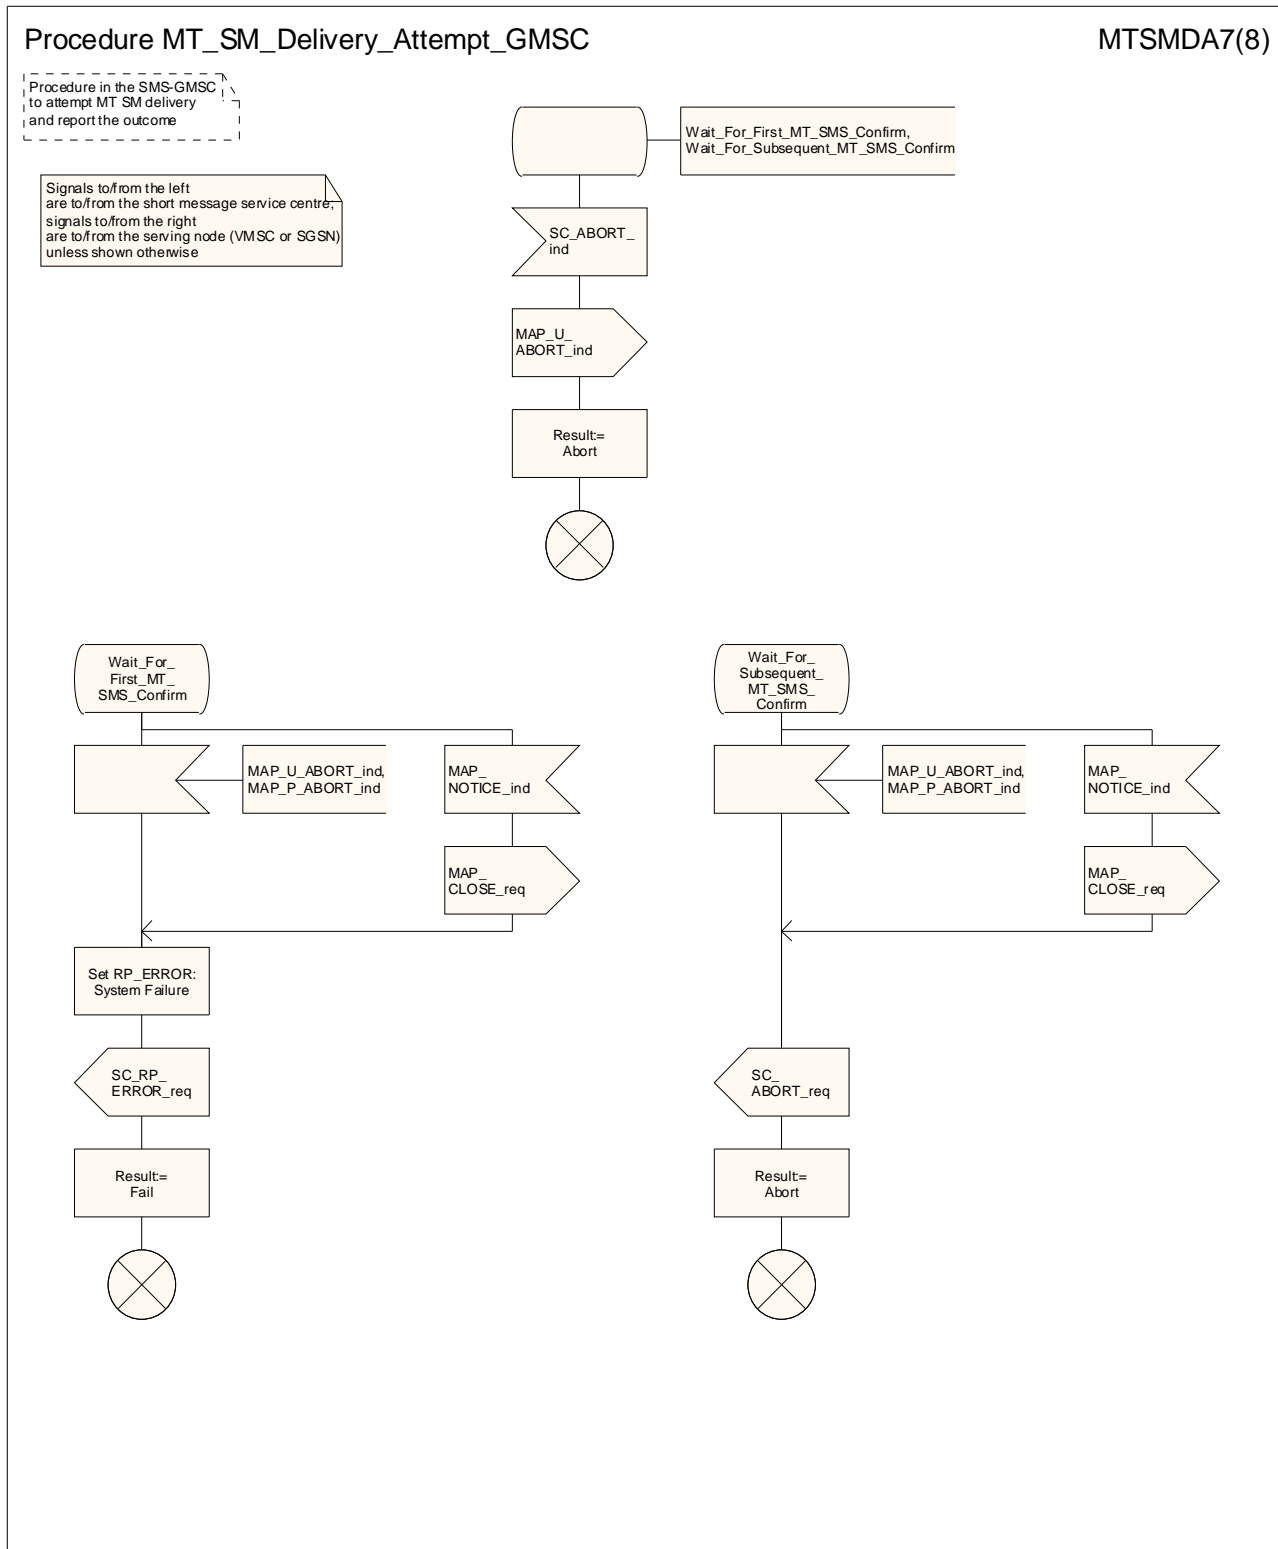 Procedure MT_SM_Delivery_Attempt_GMSC
MTSMDA7(8)
Procedure in the SMS-GMSC
to attempt MT SM delivery
and report the outcome
Signals to/from the left
are to/from the short message service centre;
signals to/from the right
are to/from the serving node (VMSC or SGSN)
unless shown otherwise
Wait_For_First_MT_SMS_Confirm,
Wait_For_Subsequent_MT_SMS_Confirm
SC_ABORT_
ind
MAP_U_
ABORT_ind
Result:=
Abort
Wait_For_
First_MT_
SMS_Confirm
MAP_U_ABORT_ind,
MAP_P_ABORT_ind
MAP_
NOTICE_ind
MAP_
CLOSE_req
Set RP_ERROR:
System Failure
SC_RP_
ERROR_req
Result:=
Fail
Wait_For_
Subsequent_
MT_SMS_
Confirm
MAP_U_ABORT_ind,
MAP_P_ABORT_ind
MAP_
NOTICE_ind
MAP_
CLOSE_req
SC_
ABORT_req
Result:=
Abort